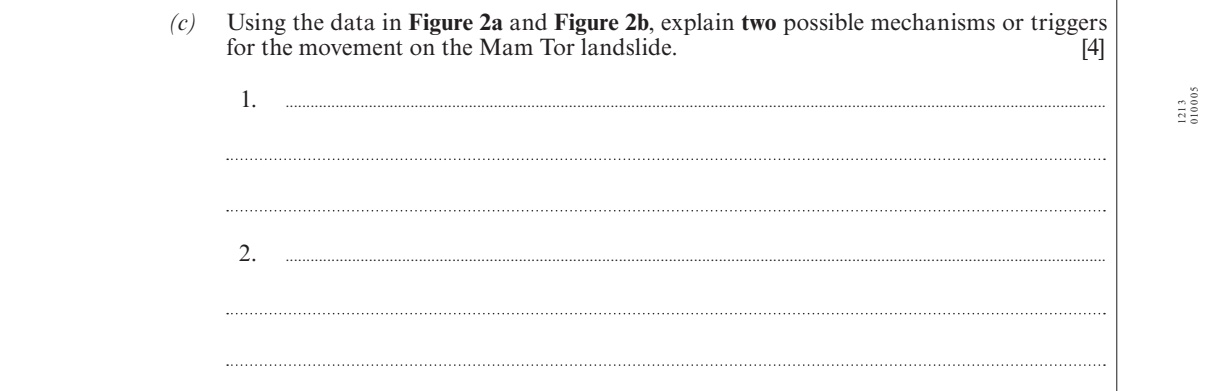 (c) Using the data in Figure 2a and Figure 2b, explain two possible mechanisms or triggers
for the movement on the Mam Tor landslide. [4]
1.
2.
1213
010005